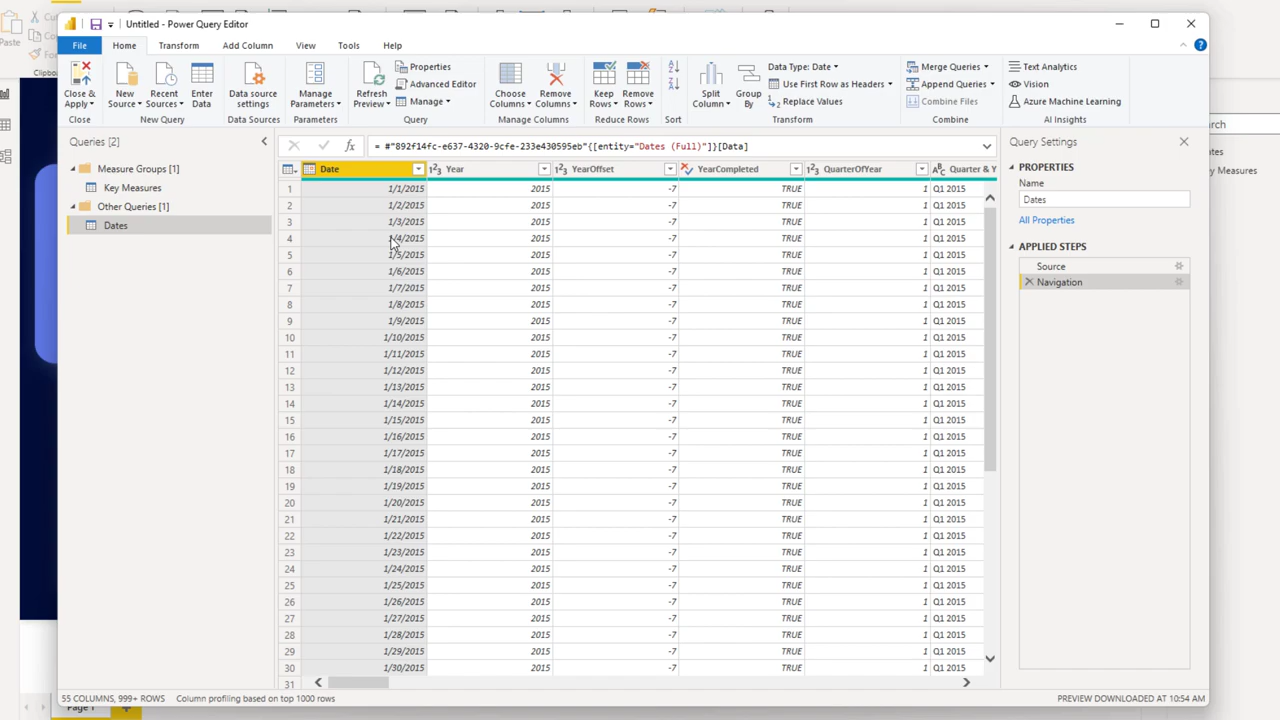 Untitled - Power Query Editor
File Home Transform Add Column View Tools Help
Paste
Clipboa
Close & Apply
New Source
Recent Sources
Enter Data
Data source settings
Manage Parameters
Refresh Preview
Properties
Advanced Editor
Manage
Choose Columns
Remove Columns
Keep Rows
Remove Rows
Split Column
Group By
Data Type: Date
Use First Row as Headers
Replace Values
Merge Queries
Append Queries
Combine Files
Text Analytics
Vision
Azure Machine Learning
Close New Query Data Sources Parameters Query Manage Columns Reduce Rows Sort Transform Combine AI Insights
Queries [2]
Measure Groups [1]
Key Measures
Other Queries [1]
Dates
= #"892f14fc-e637-4320-9cfe-233e430595eb"{[entity="Dates (Full)"]}[Data]
Date Year YearOffset YearCompleted QuarterOfYear Quarter & Y
1 1/1/2015 2015 -7 TRUE 1 Q1 2015
2 1/2/2015 2015 -7 TRUE 1 Q1 2015
3 1/3/2015 2015 -7 TRUE 1 Q1 2015
4 1/4/2015 2015 -7 TRUE 1 Q1 2015
5 1/5/2015 2015 -7 TRUE 1 Q1 2015
6 1/6/2015 2015 -7 TRUE 1 Q1 2015
7 1/7/2015 2015 -7 TRUE 1 Q1 2015
8 1/8/2015 2015 -7 TRUE 1 Q1 2015
9 1/9/2015 2015 -7 TRUE 1 Q1 2015
10 1/10/2015 2015 -7 TRUE 1 Q1 2015
11 1/11/2015 2015 -7 TRUE 1 Q1 2015
12 1/12/2015 2015 -7 TRUE 1 Q1 2015
13 1/13/2015 2015 -7 TRUE 1 Q1 2015
14 1/14/2015 2015 -7 TRUE 1 Q1 2015
15 1/15/2015 2015 -7 TRUE 1 Q1 2015
16 1/16/2015 2015 -7 TRUE 1 Q1 2015
17 1/17/2015 2015 -7 TRUE 1 Q1 2015
18 1/18/2015 2015 -7 TRUE 1 Q1 2015
19 1/19/2015 2015 -7 TRUE 1 Q1 2015
20 1/20/2015 2015 -7 TRUE 1 Q1 2015
21 1/21/2015 2015 -7 TRUE 1 Q1 2015
22 1/22/2015 2015 -7 TRUE 1 Q1 2015
23 1/23/2015 2015 -7 TRUE 1 Q1 2015
24 1/24/2015 2015 -7 TRUE 1 Q1 2015
25 1/25/2015 2015 -7 TRUE 1 Q1 2015
26 1/26/2015 2015 -7 TRUE 1 Q1 2015
27 1/27/2015 2015 -7 TRUE 1 Q1 2015
28 1/28/2015 2015 -7 TRUE 1 Q1 2015
29 1/29/2015 2015 -7 TRUE 1 Q1 2015
30 1/30/2015 2015 -7 TRUE 1 Q1 2015
31
Query Settings
PROPERTIES
Name
Dates
All Properties
APPLIED STEPS
Source
Navigation
arch
ates
y Measures
55 COLUMNS, 999+ ROWS Column profiling based on top 1000 rows PREVIEW DOWNLOADED AT 10:54 AM
Page 1